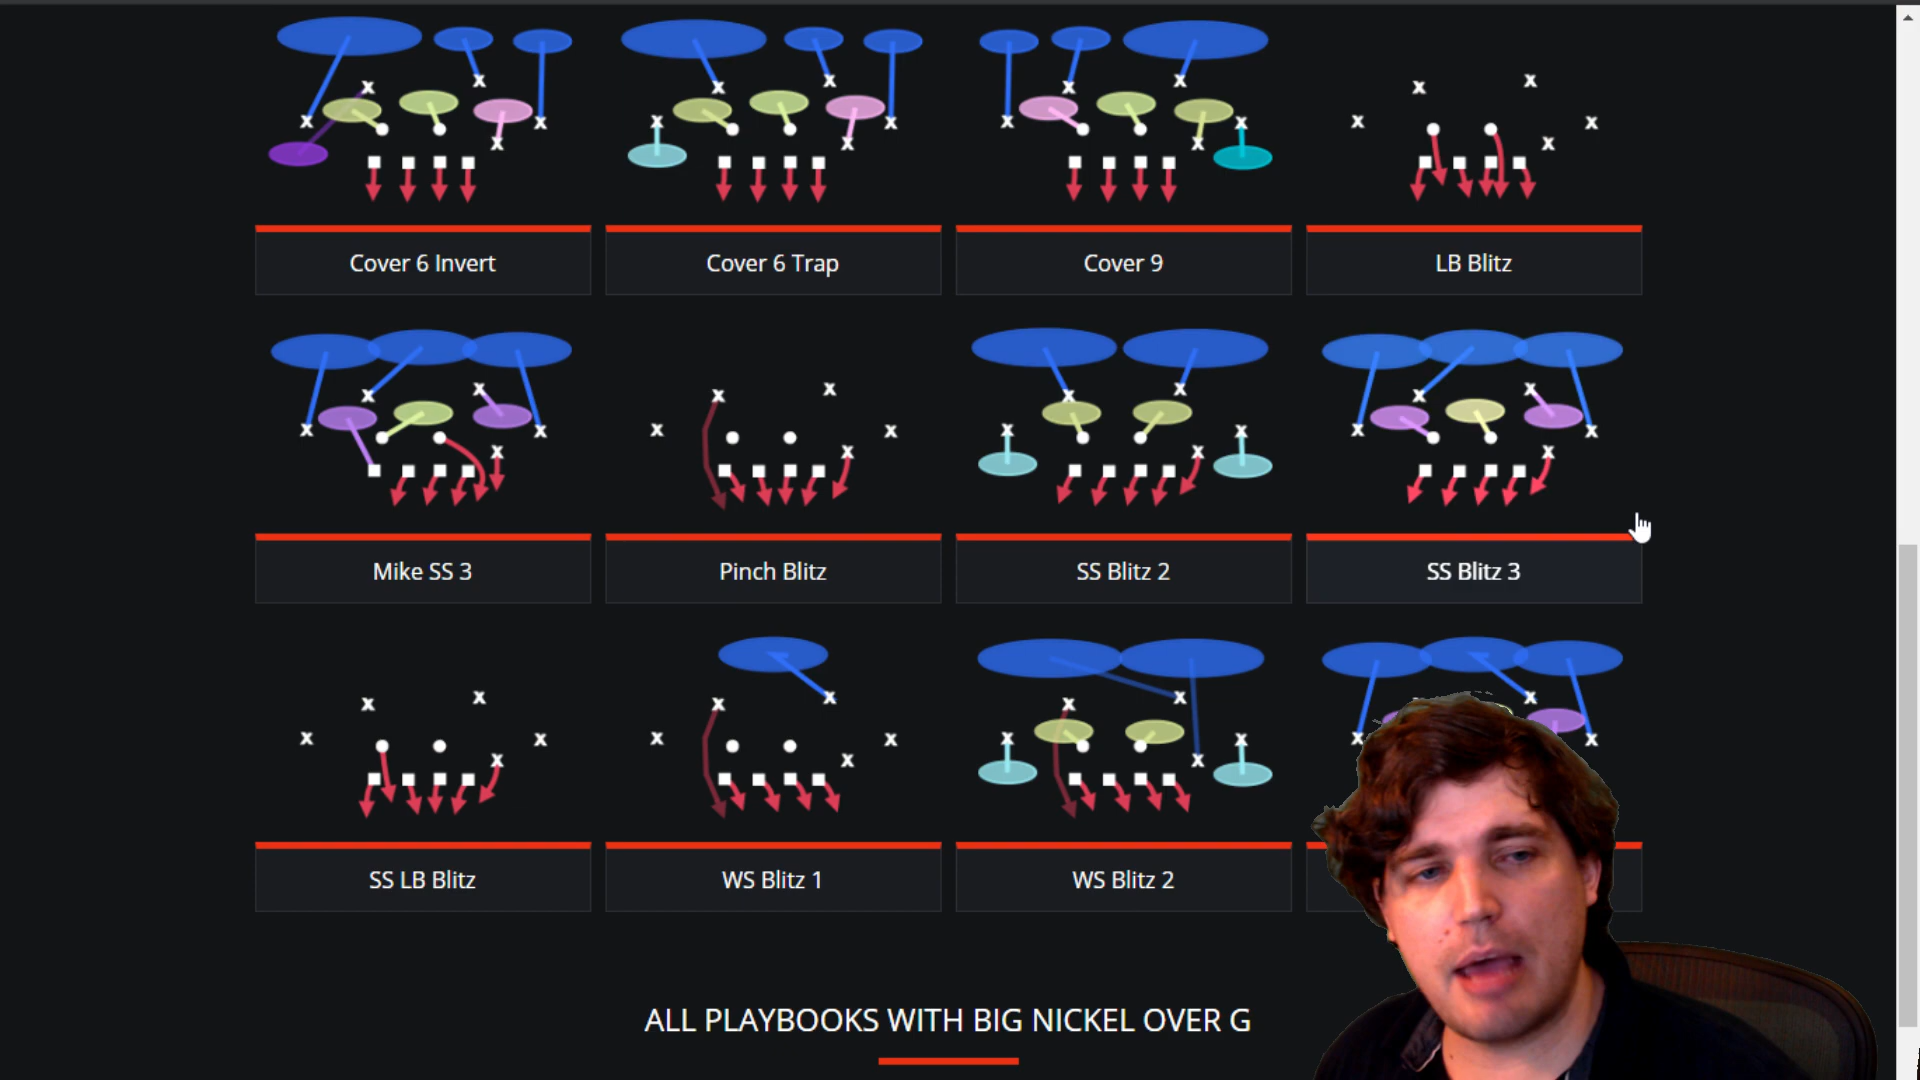 Cover 6 Invert
Cover 6 Trap
Cover 9
LB Blitz
Mike SS 3
Pinch Blitz
SS Blitz 2
SS Blitz 3
SS LB Blitz
WS Blitz 1
WS Blitz 2
ALL PLAYBOOKS WITH BIG NICKEL OVER G